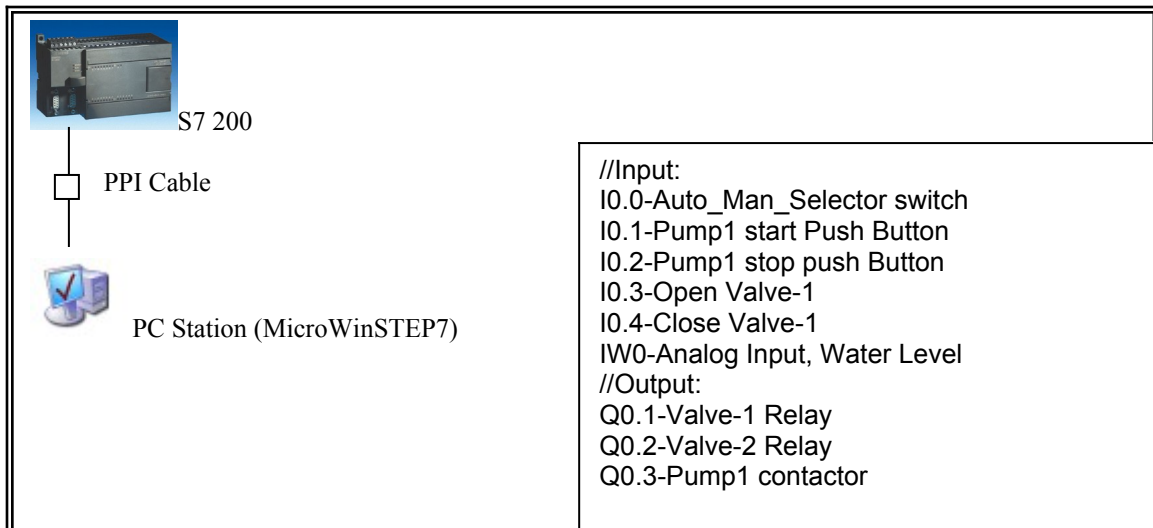 S7 200
PPI Cable
PC Station (MicroWinSTEP7)
//Input:
I0.0-Auto_Man_Selector switch
I0.1-Pump1 start Push Button
I0.2-Pump1 stop push Button
I0.3-Open Valve-1
I0.4-Close Valve-1
IW0-Analog Input, Water Level
//Output:
Q0.1-Valve-1 Relay
Q0.2-Valve-2 Relay
Q0.3-Pump1 contactor